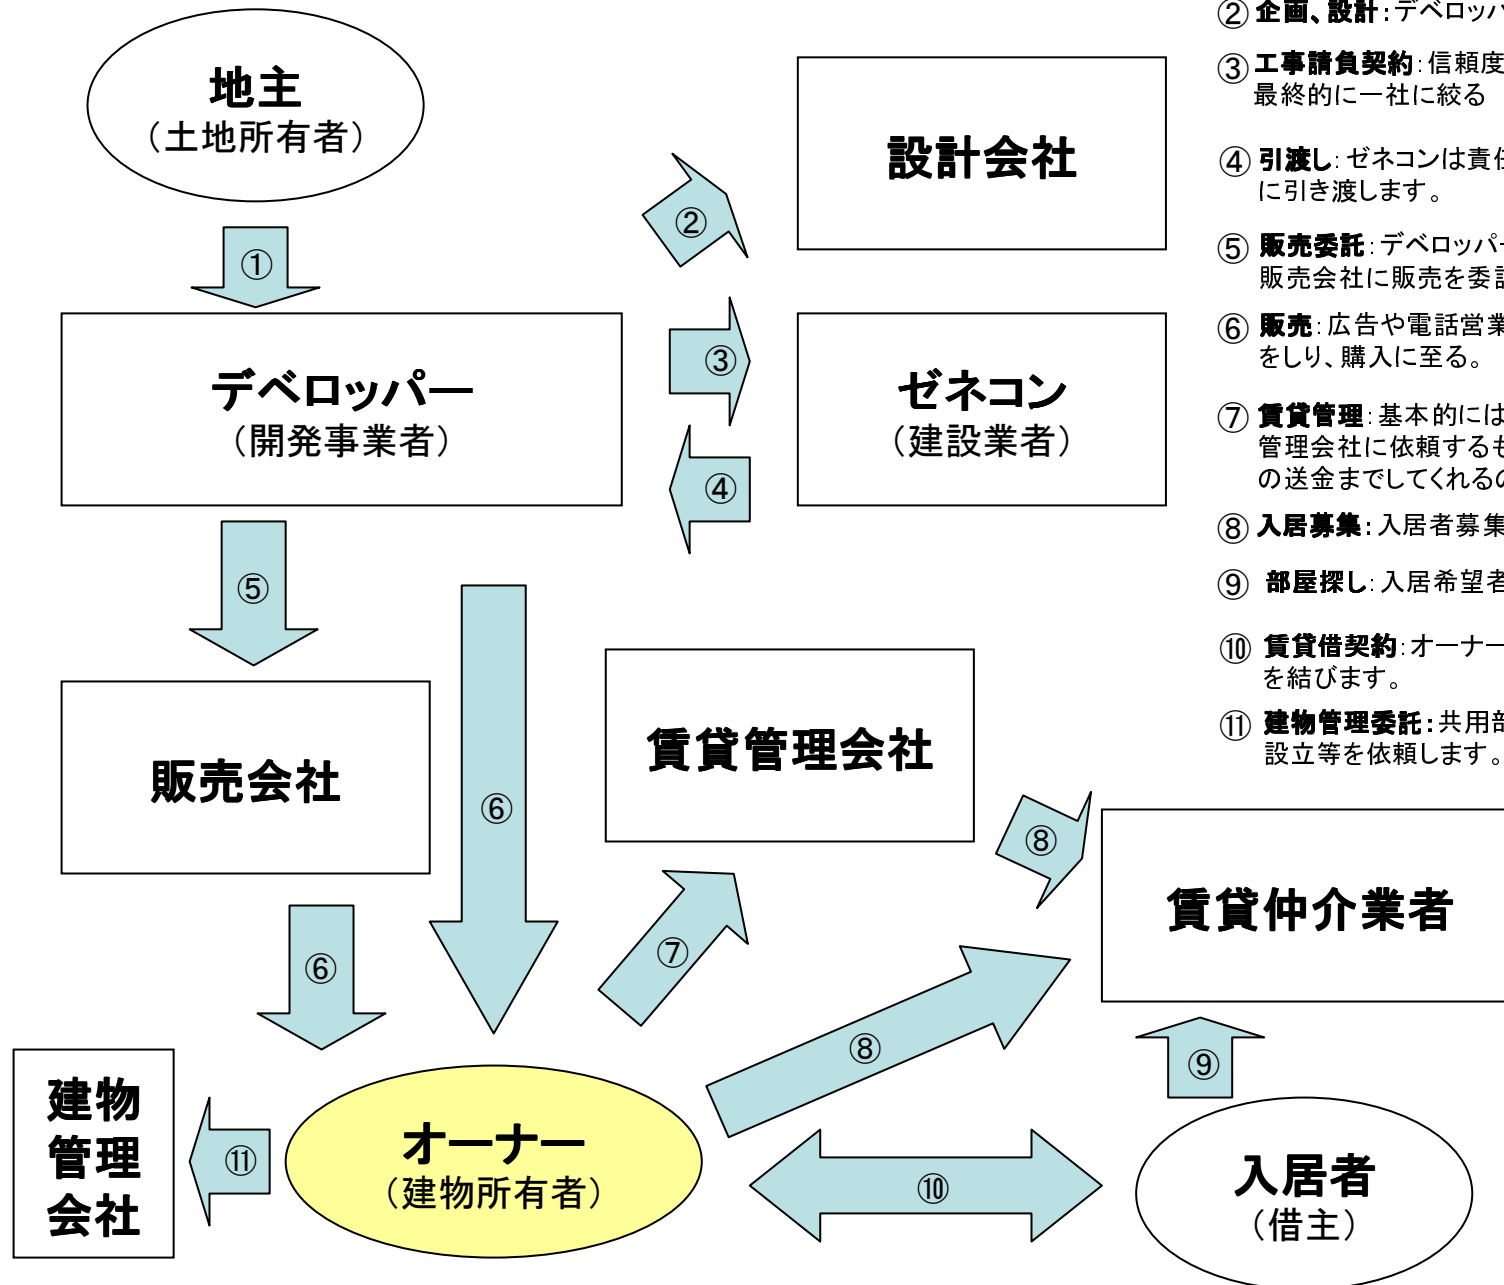 地主
（土地所有者）
①
デベロッパー
（開発事業者）
②
設計会社
③
④
ゼネコン
（建設業者）
⑤
販売会社
⑥
⑥
賃貸管理会社
⑦
⑧
⑧
賃貸仲介業者
⑨
建物
管理
会社
⑪
オーナー
（建物所有者）
⑩
入居者
（借主）
② 企画、設計：デベロッパ
③ 工事請負契約：信頼度
最終的に一社に絞る
④ 引渡し：ゼネコンは責任
に引き渡します。
⑤ 販売委託：デベロッパー
販売会社に販売を委託
⑥ 販売：広告や電話営業
をしり、購入に至る。
⑦ 賃貸管理：基本的には
管理会社に依頼するも
の送金までしてくれるの
⑧ 入居募集：入居者募集
⑨ 部屋探し：入居希望者
⑩ 賃貸借契約：オーナー
を結びます。
⑪ 建物管理委託：共用部
設立等を依頼します。